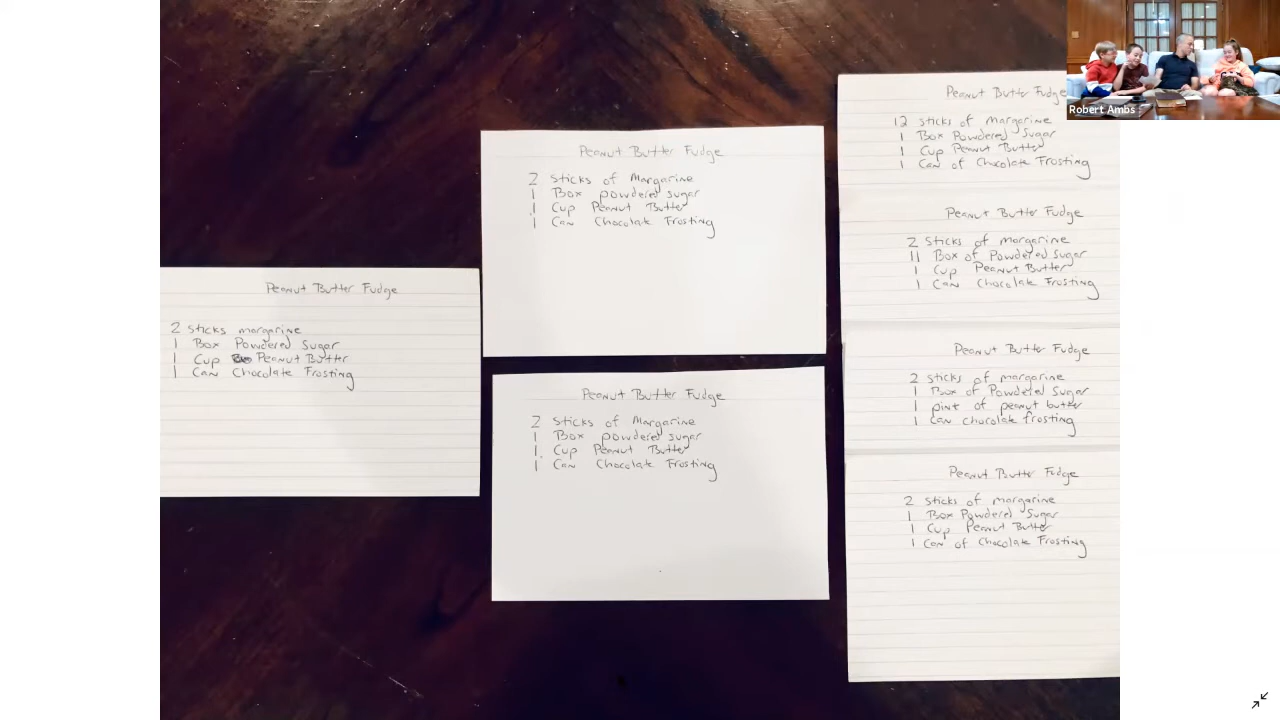 Peanut Butter Fudge
2 sticks margarine
1 Box Powdered Sugar
1 Cup Peanut Butter
1 Can Chocolate Frosting
Peanut Butter Fudge
2 Sticks of Margarine
1 Box powdered sugar
1 Cup Peanut Butter
1 Can Chocolate Frosting
Peanut Butter Fudge
2 Sticks of Margarine
1 Box powdered sugar
1 Cup Peanut Butter
1 Can Chocolate Frosting
Peanut Butter Fudge
12 sticks of margarine
1 Box Powdered Sugar
1 Cup Peanut Butter
1 Can of Chocolate Frosting
Peanut Butter Fudge
2 Sticks of margarine
11 Box of Powdered Sugar
1 Cup Peanut Butter
1 Can Chocolate Frosting
Peanut Butter Fudge
2 sticks of margarine
1 Box of Powdered Sugar
1 pint of peanut butter
1 can chocolate frosting
Peanut Butter Fudge
2 sticks of margarine
1 Box Powdered Sugar
1 Cup Peanut Butter
1 Can of Chocolate Frosting
Robert Ambs